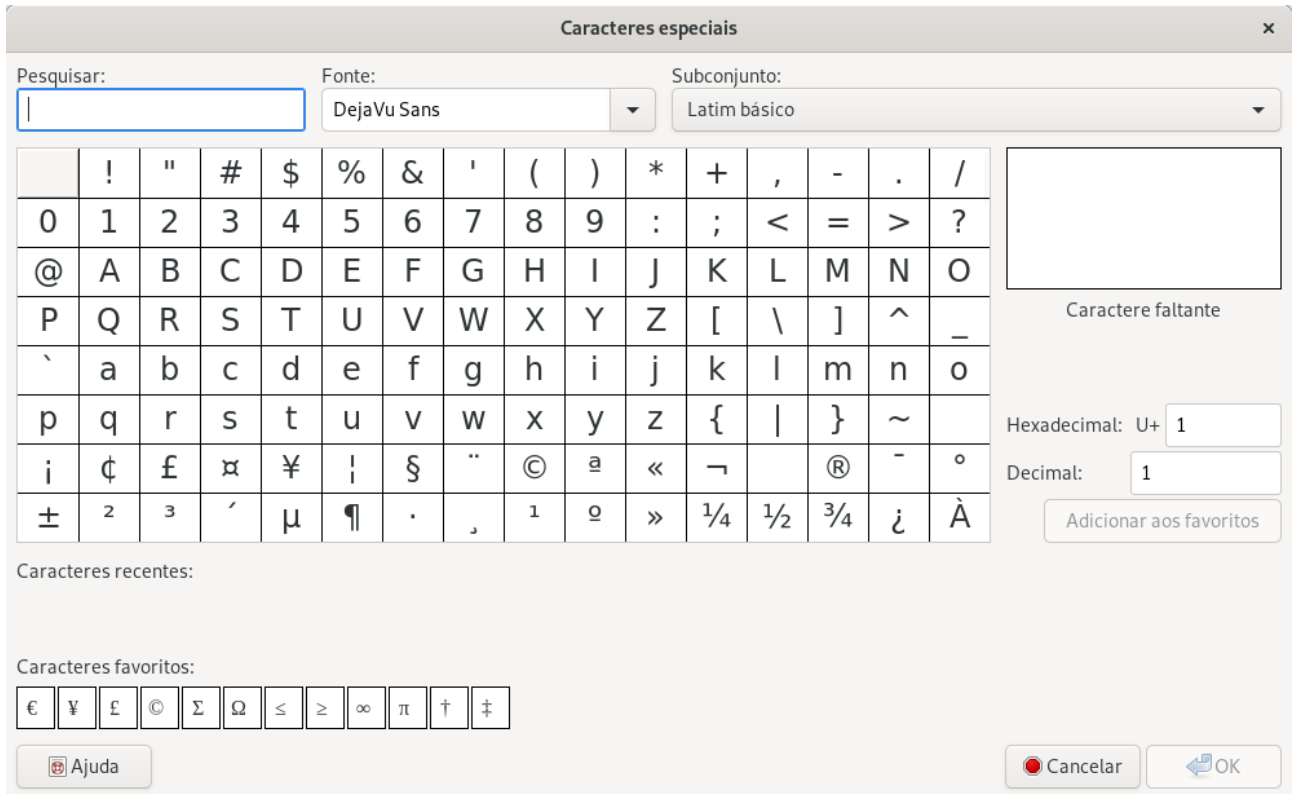 Caracteres especiais ×
Pesquisar: Fonte: Subconjunto:
DejaVu Sans Latim básico
! " # $ % & ' ( ) * + , - . /
0 1 2 3 4 5 6 7 8 9 : ; < = > ?
@ A B C D E F G H I J K L M N O
P Q R S T U V W X Y Z [ \ ] ^ _
` a b c d e f g h i j k l m n o
p q r s t u v w x y z { | } ~
¡ ¢ £ ¤ ¥ ¦ § ¨ © ª « ¬ ® ¯ °
± ² ³ ´ µ ¶ · ¸ ¹ º » ¼ ½ ¾ ¿ À
Caractere faltante
Hexadecimal: U+ 1
Decimal: 1
Adicionar aos favoritos
Caracteres recentes:
Caracteres favoritos:
€ ¥ £ © Σ Ω ≤ ≥ ∞ π † ‡
Ajuda Cancelar OK